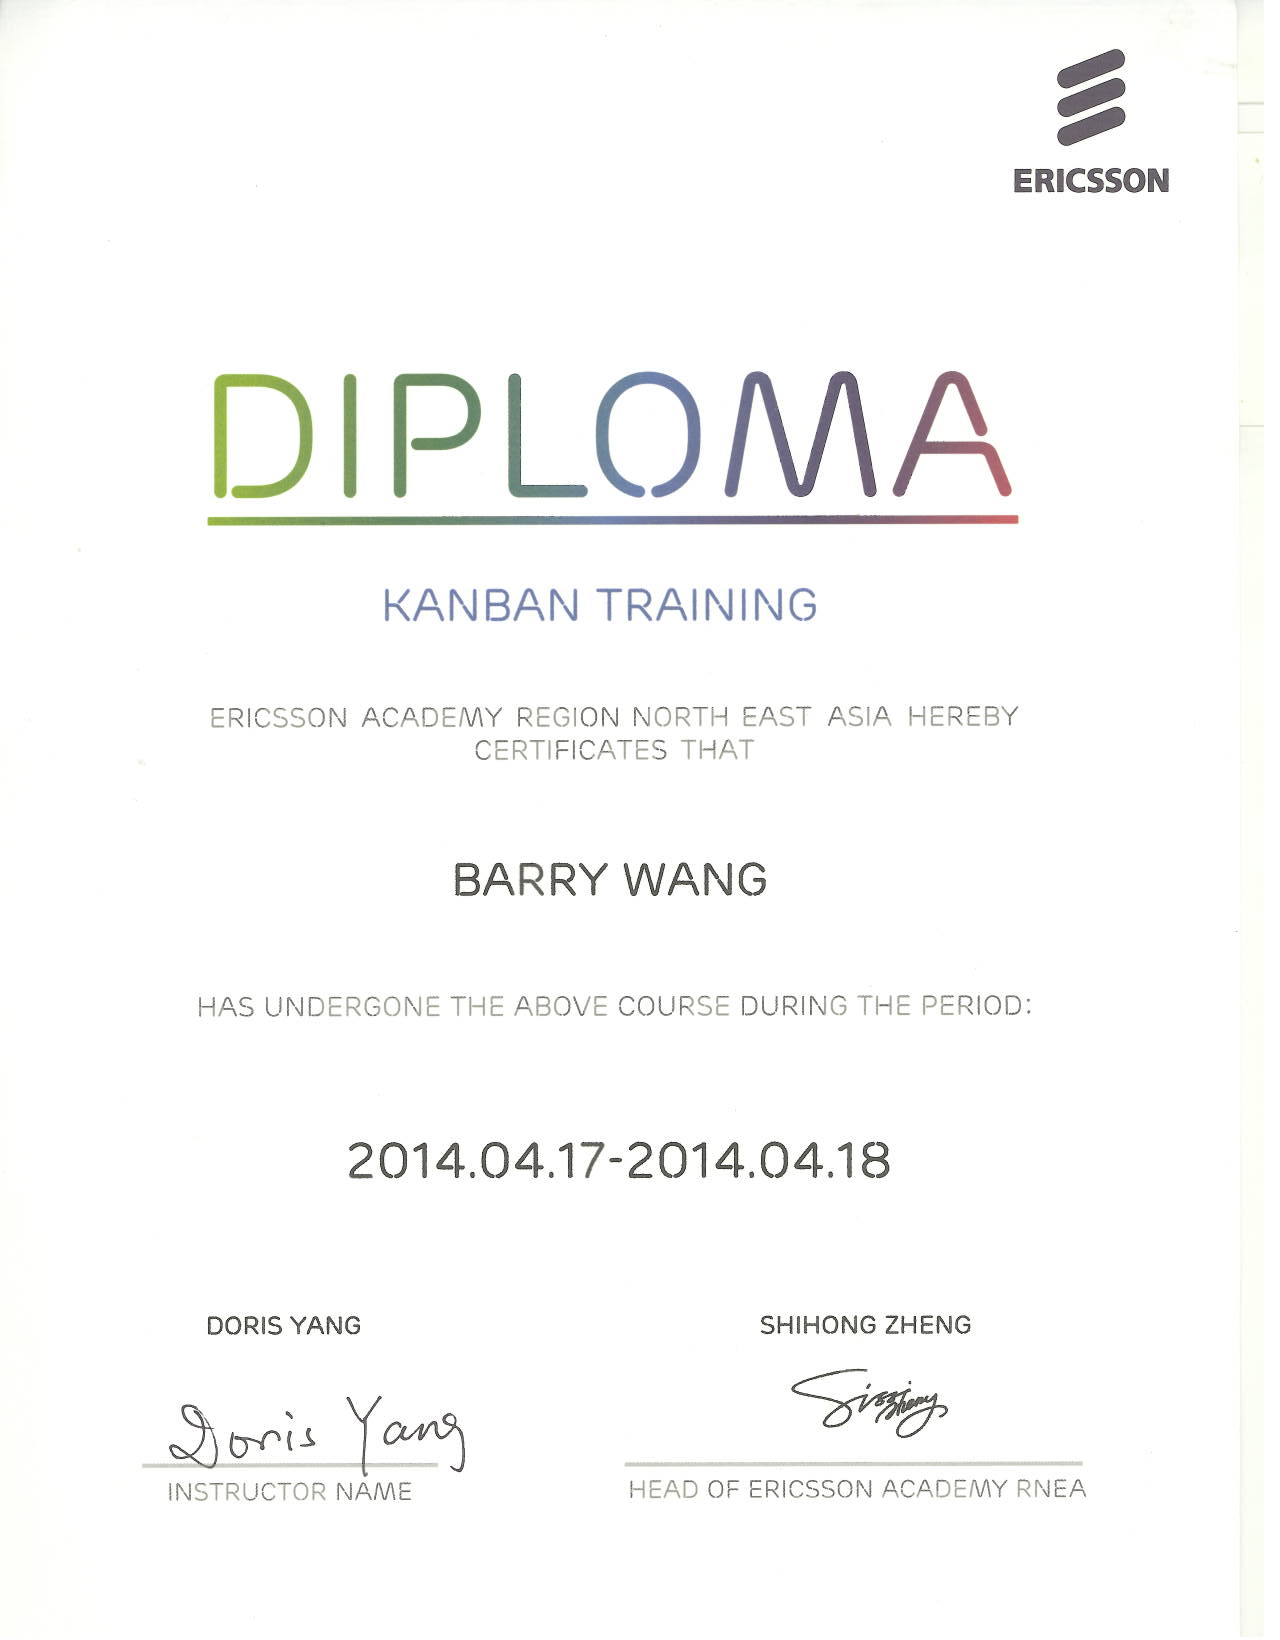 ERICSSON
DIPLOMA
KANBAN TRAINING
ERICSSON ACADEMY REGION NORTH EAST ASIA HEREBY
CERTIFICATES THAT
BARRY WANG
HAS UNDERGONE THE ABOVE COURSE DURING THE PERIOD:
2014.04.17-2014.04.18
DORIS YANG
SHIHONG ZHENG
Doris Yang
INSTRUCTOR NAME
HEAD OF ERICSSON ACADEMY RNEA